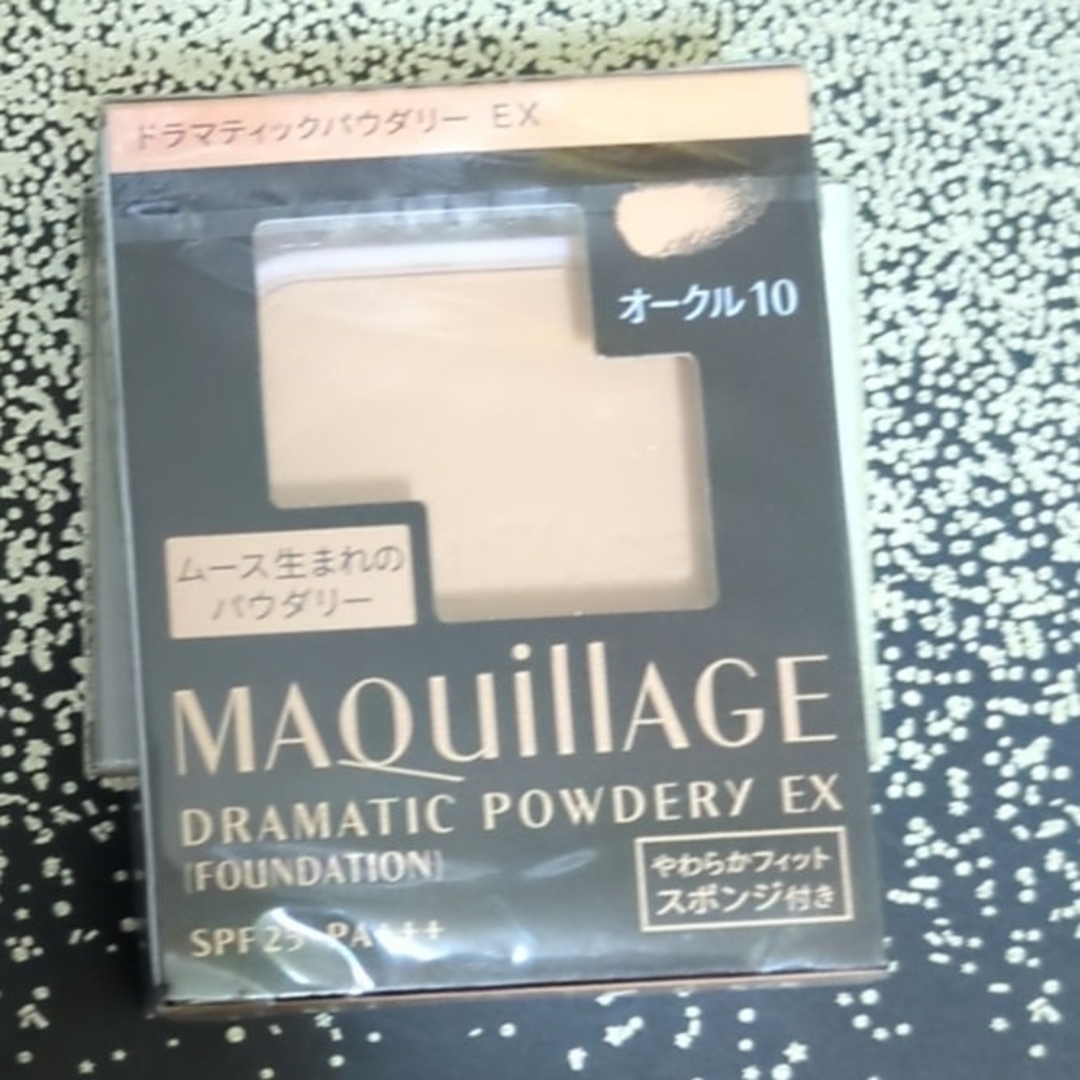 ドラマティックパウダリー EX
オークル10
ムース生まれの
パウダリー
MAQuillAGE
DRAMATIC POWDERY EX
[FOUNDATION]
やわらかフィット
スポンジ付き
SPF25 PA+++